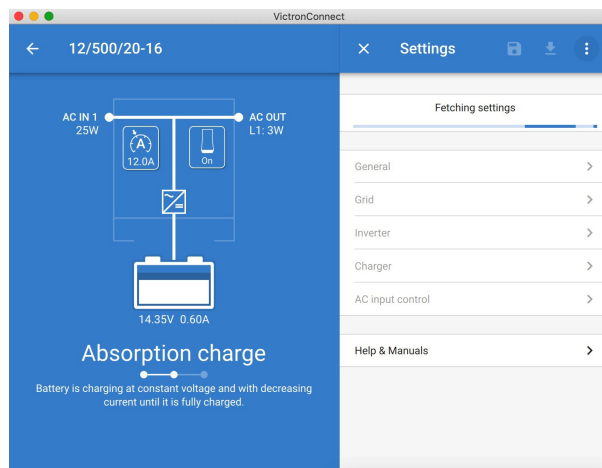 VictronConnect
12/500/20-16
AC IN 1
25W
AC OUT
L1: 3W
A
12.0A
On
14.35V 0.60A
Absorption charge
Battery is charging at constant voltage and with decreasing
current until it is fully charged.
Settings
Fetching settings
General
Grid
Inverter
Charger
AC input control
Help & Manuals